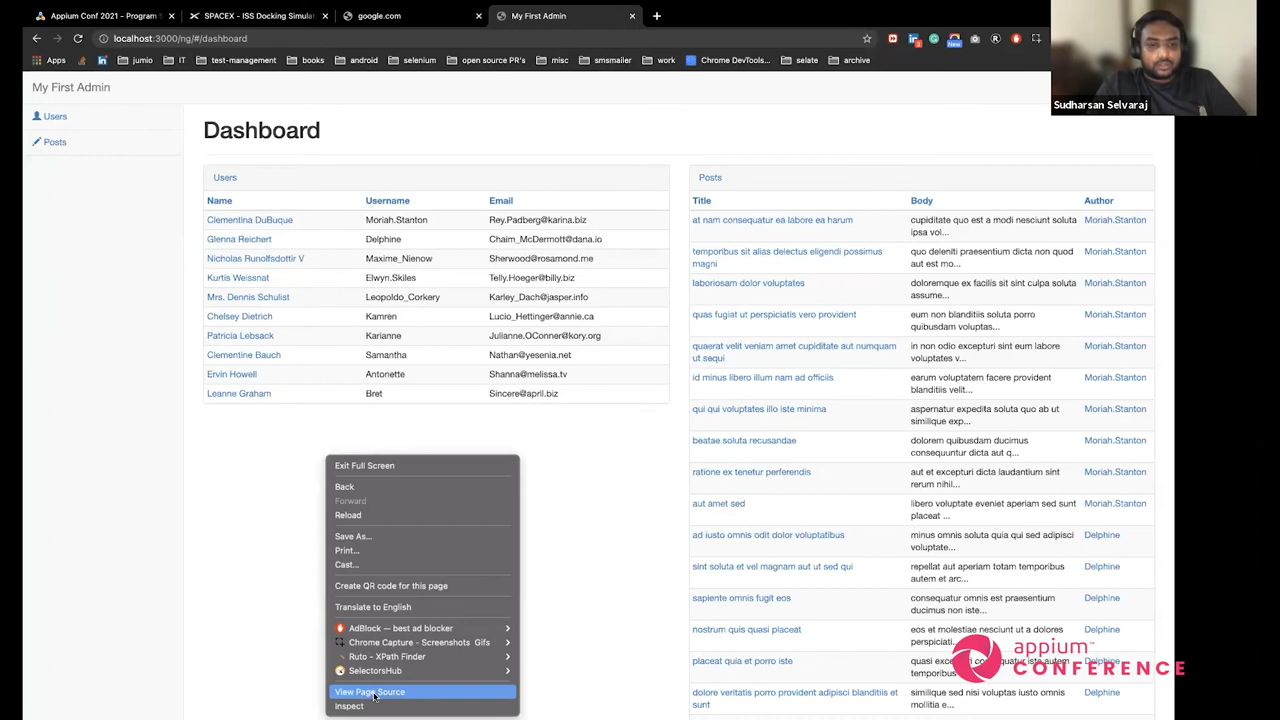 Appium Conf 2021 - Program S
SPACEX - ISS Docking Simulat
google.com
My First Admin
localhost:3000/ng/#/dashboard
New
Apps
jumio
IT
test-management
books
android
selenium
open source PR's
misc
smsmailer
work
Chrome DevTools...
selate
archive
Sudharsan Selvaraj
My First Admin
Users
Posts
Dashboard
Users
Name Username Email
Clementina DuBuque Moriah.Stanton Rey.Padberg@karina.biz
Glenna Reichert Delphine Chaim_McDermott@dana.io
Nicholas Runolfsdottir V Maxime_Nienow Sherwood@rosamond.me
Kurtis Weissnat Elwyn.Skiles Telly.Hoeger@billy.biz
Mrs. Dennis Schulist Leopoldo_Corkery Karley_Dach@jasper.info
Chelsey Dietrich Kamren Lucio_Hettinger@annie.ca
Patricia Lebsack Karianne Julianne.OConner@kory.org
Clementine Bauch Samantha Nathan@yesenia.net
Ervin Howell Antonette Shanna@melissa.tv
Leanne Graham Bret Sincere@april.biz
Posts
Title Body Author
at nam consequatur ea labore ea harum cupiditate quo est a modi nesciunt soluta Moriah.Stanton
ipsa vol...
temporibus sit alias delectus eligendi possimus quo deleniti praesentium dicta non quod Moriah.Stanton
magni aut est mo...
laboriosam dolor voluptates doloremque ex facilis sit sint culpa soluta Moriah.Stanton
assume...
quas fugiat ut perspiciatis vero provident eum non blanditiis soluta porro Moriah.Stanton
quibusdam voluptas...
quaerat velit veniam amet cupiditate aut numquam in non odio excepturi sint eum labore Moriah.Stanton
ut sequi voluptates v...
id minus libero illum nam ad officiis earum voluptatem facere provident Moriah.Stanton
blanditiis velit...
qui qui voluptates illo iste minima aspernatur expedita soluta quo ab ut Moriah.Stanton
similique exp...
beatae soluta recusandae dolorem quibusdam ducimus Moriah.Stanton
consequuntur dicta aut q...
ratione ex tenetur perferendis aut et excepturi dicta laudantium sint Moriah.Stanton
rerum nihil...
aut amet sed libero voluptate eveniet aperiam sed sunt Moriah.Stanton
placeat ...
ad iusto omnis odit dolor voluptatibus minus omnis soluta quia qui sed adipisci Delphine
voluptate...
sint soluta et vel magnam aut ut sed qui repellat aut aperiam totam temporibus Delphine
autem et arc...
sapiente omnis fugit eos consequatur omnis est praesentium Delphine
ducimus non iste...
nostrum quis quasi placeat eos et molestiae nesciunt ut Delphine
perspiciati...
placeat quia et porro iste Delphine
dolore veritatis porro provident adipisci blanditiis et similique sed nisi voluptas iusto omnis Delphine
sunt
Exit Full Screen
Back
Forward
Reload
Save As...
Print...
Cast...
Create QR code for this page
Translate to English
AdBlock — best ad blocker
Chrome Capture - Screenshots Gifs
Ruto - XPath Finder
SelectorsHub
View Page Source
Inspect
appium™
CONFERENCE